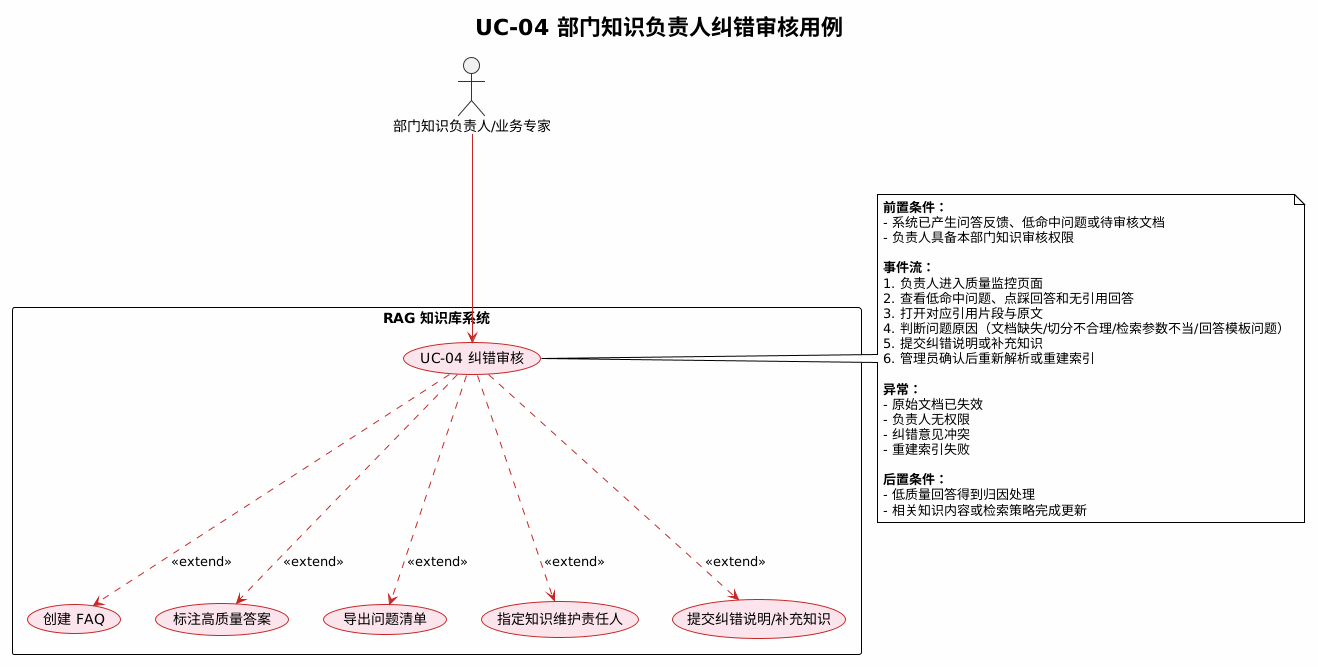 UC-04 部门知识负责人纠错审核用例
部门知识负责人/业务专家
RAG 知识库系统
UC-04 纠错审核
前置条件：
- 系统已产生问答反馈、低命中问题或待审核文档
- 负责人具备本部门知识审核权限
事件流：
1. 负责人进入质量监控页面
2. 查看低命中问题、点踩回答和无引用回答
3. 打开对应引用片段与原文
4. 判断问题原因（文档缺失/切分不合理/检索参数不当/回答模板问题）
5. 提交纠错说明或补充知识
6. 管理员确认后重新解析或重建索引
异常：
- 原始文档已失效
- 负责人无权限
- 纠错意见冲突
- 重建索引失败
后置条件：
- 低质量回答得到归因处理
- 相关知识内容或检索策略完成更新
«extend»
«extend»
«extend»
«extend»
«extend»
创建 FAQ
标注高质量答案
导出问题清单
指定知识维护责任人
提交纠错说明/补充知识